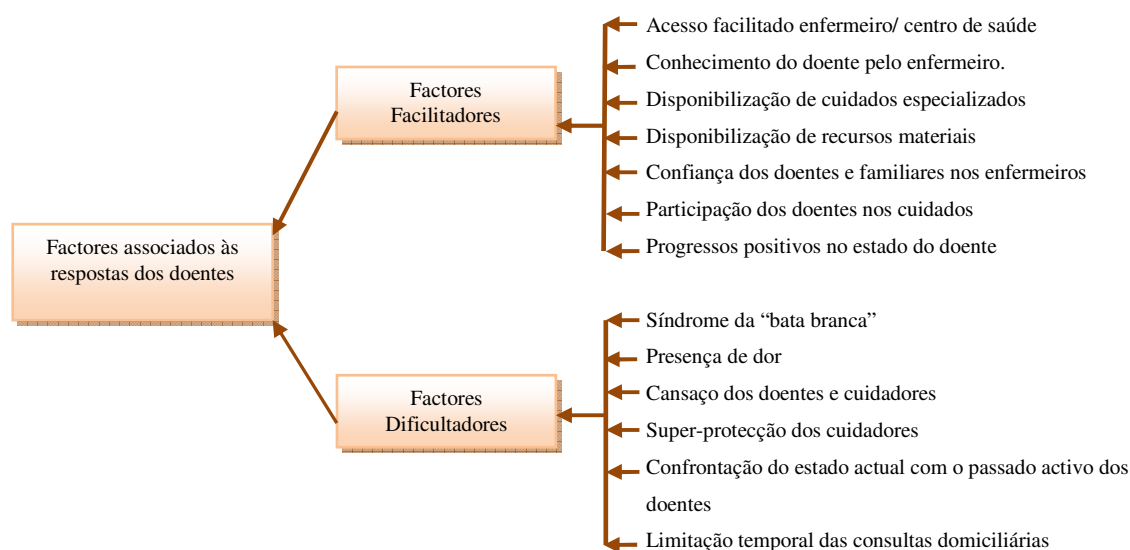 Acesso facilitado enfermeiro/ centro de saúde
Conhecimento do doente pelo enfermeiro.
Factores
Facilitadores
Disponibilização de cuidados especializados
Disponibilização de recursos materiais
Confiança dos doentes e familiares nos enfermeiros
Participação dos doentes nos cuidados
Progressos positivos no estado do doente
Factores associados às
respostas dos doentes
Síndrome da “bata branca”
Presença de dor
Factores
Dificultadores
Cansaço dos doentes e cuidadores
Super-protecção dos cuidadores
Confrontação do estado actual com o passado activo dos
doentes
Limitação temporal das consultas domiciliárias